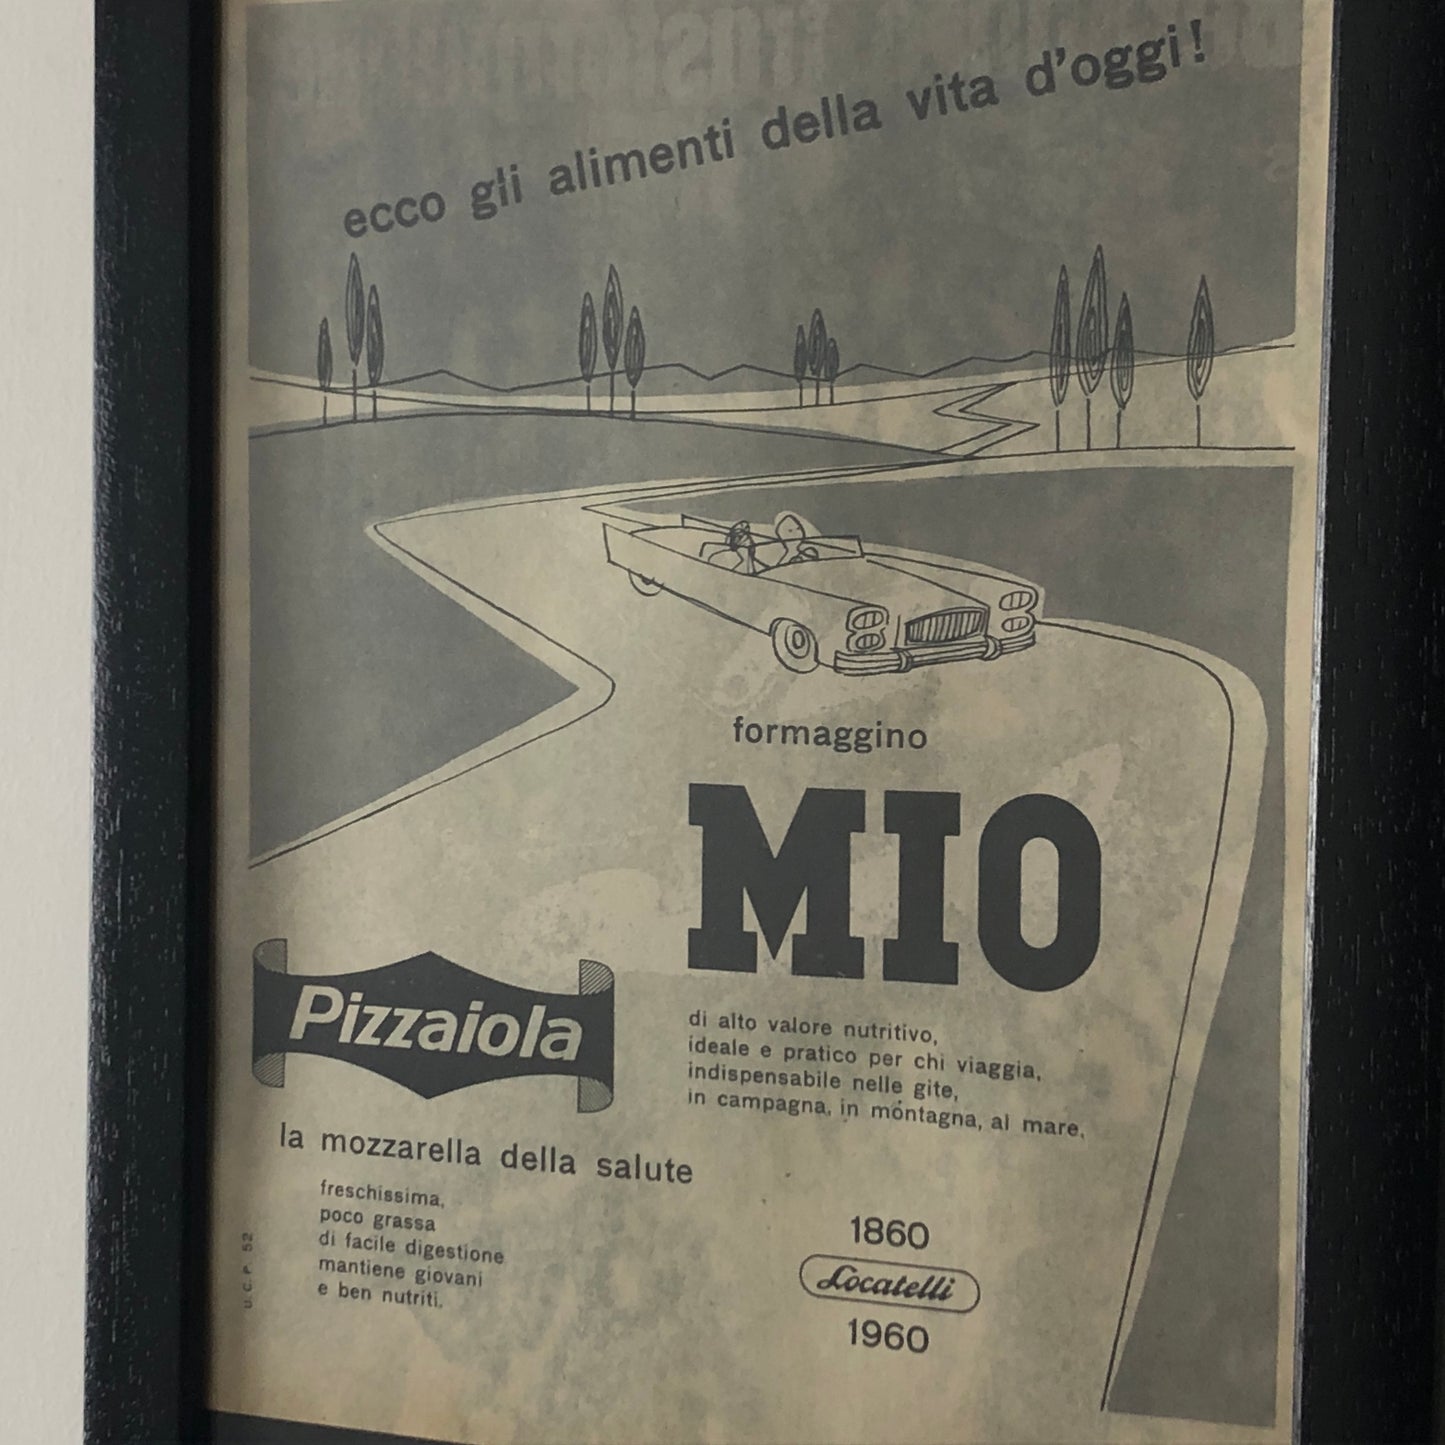 ecco gli alimenti della vita d'oggi!
formaggino
MIO
di alto valore nutritivo,
ideale e pratico per chi viaggia,
indispensabile nelle gite,
in campagna, in montagna, al mare.
Pizzaiola
la mozzarella della salute
freschissima,
poco grassa
di facile digestione
mantiene giovani
e ben nutriti.
U.C.P. 52
1860
Locatelli
1960